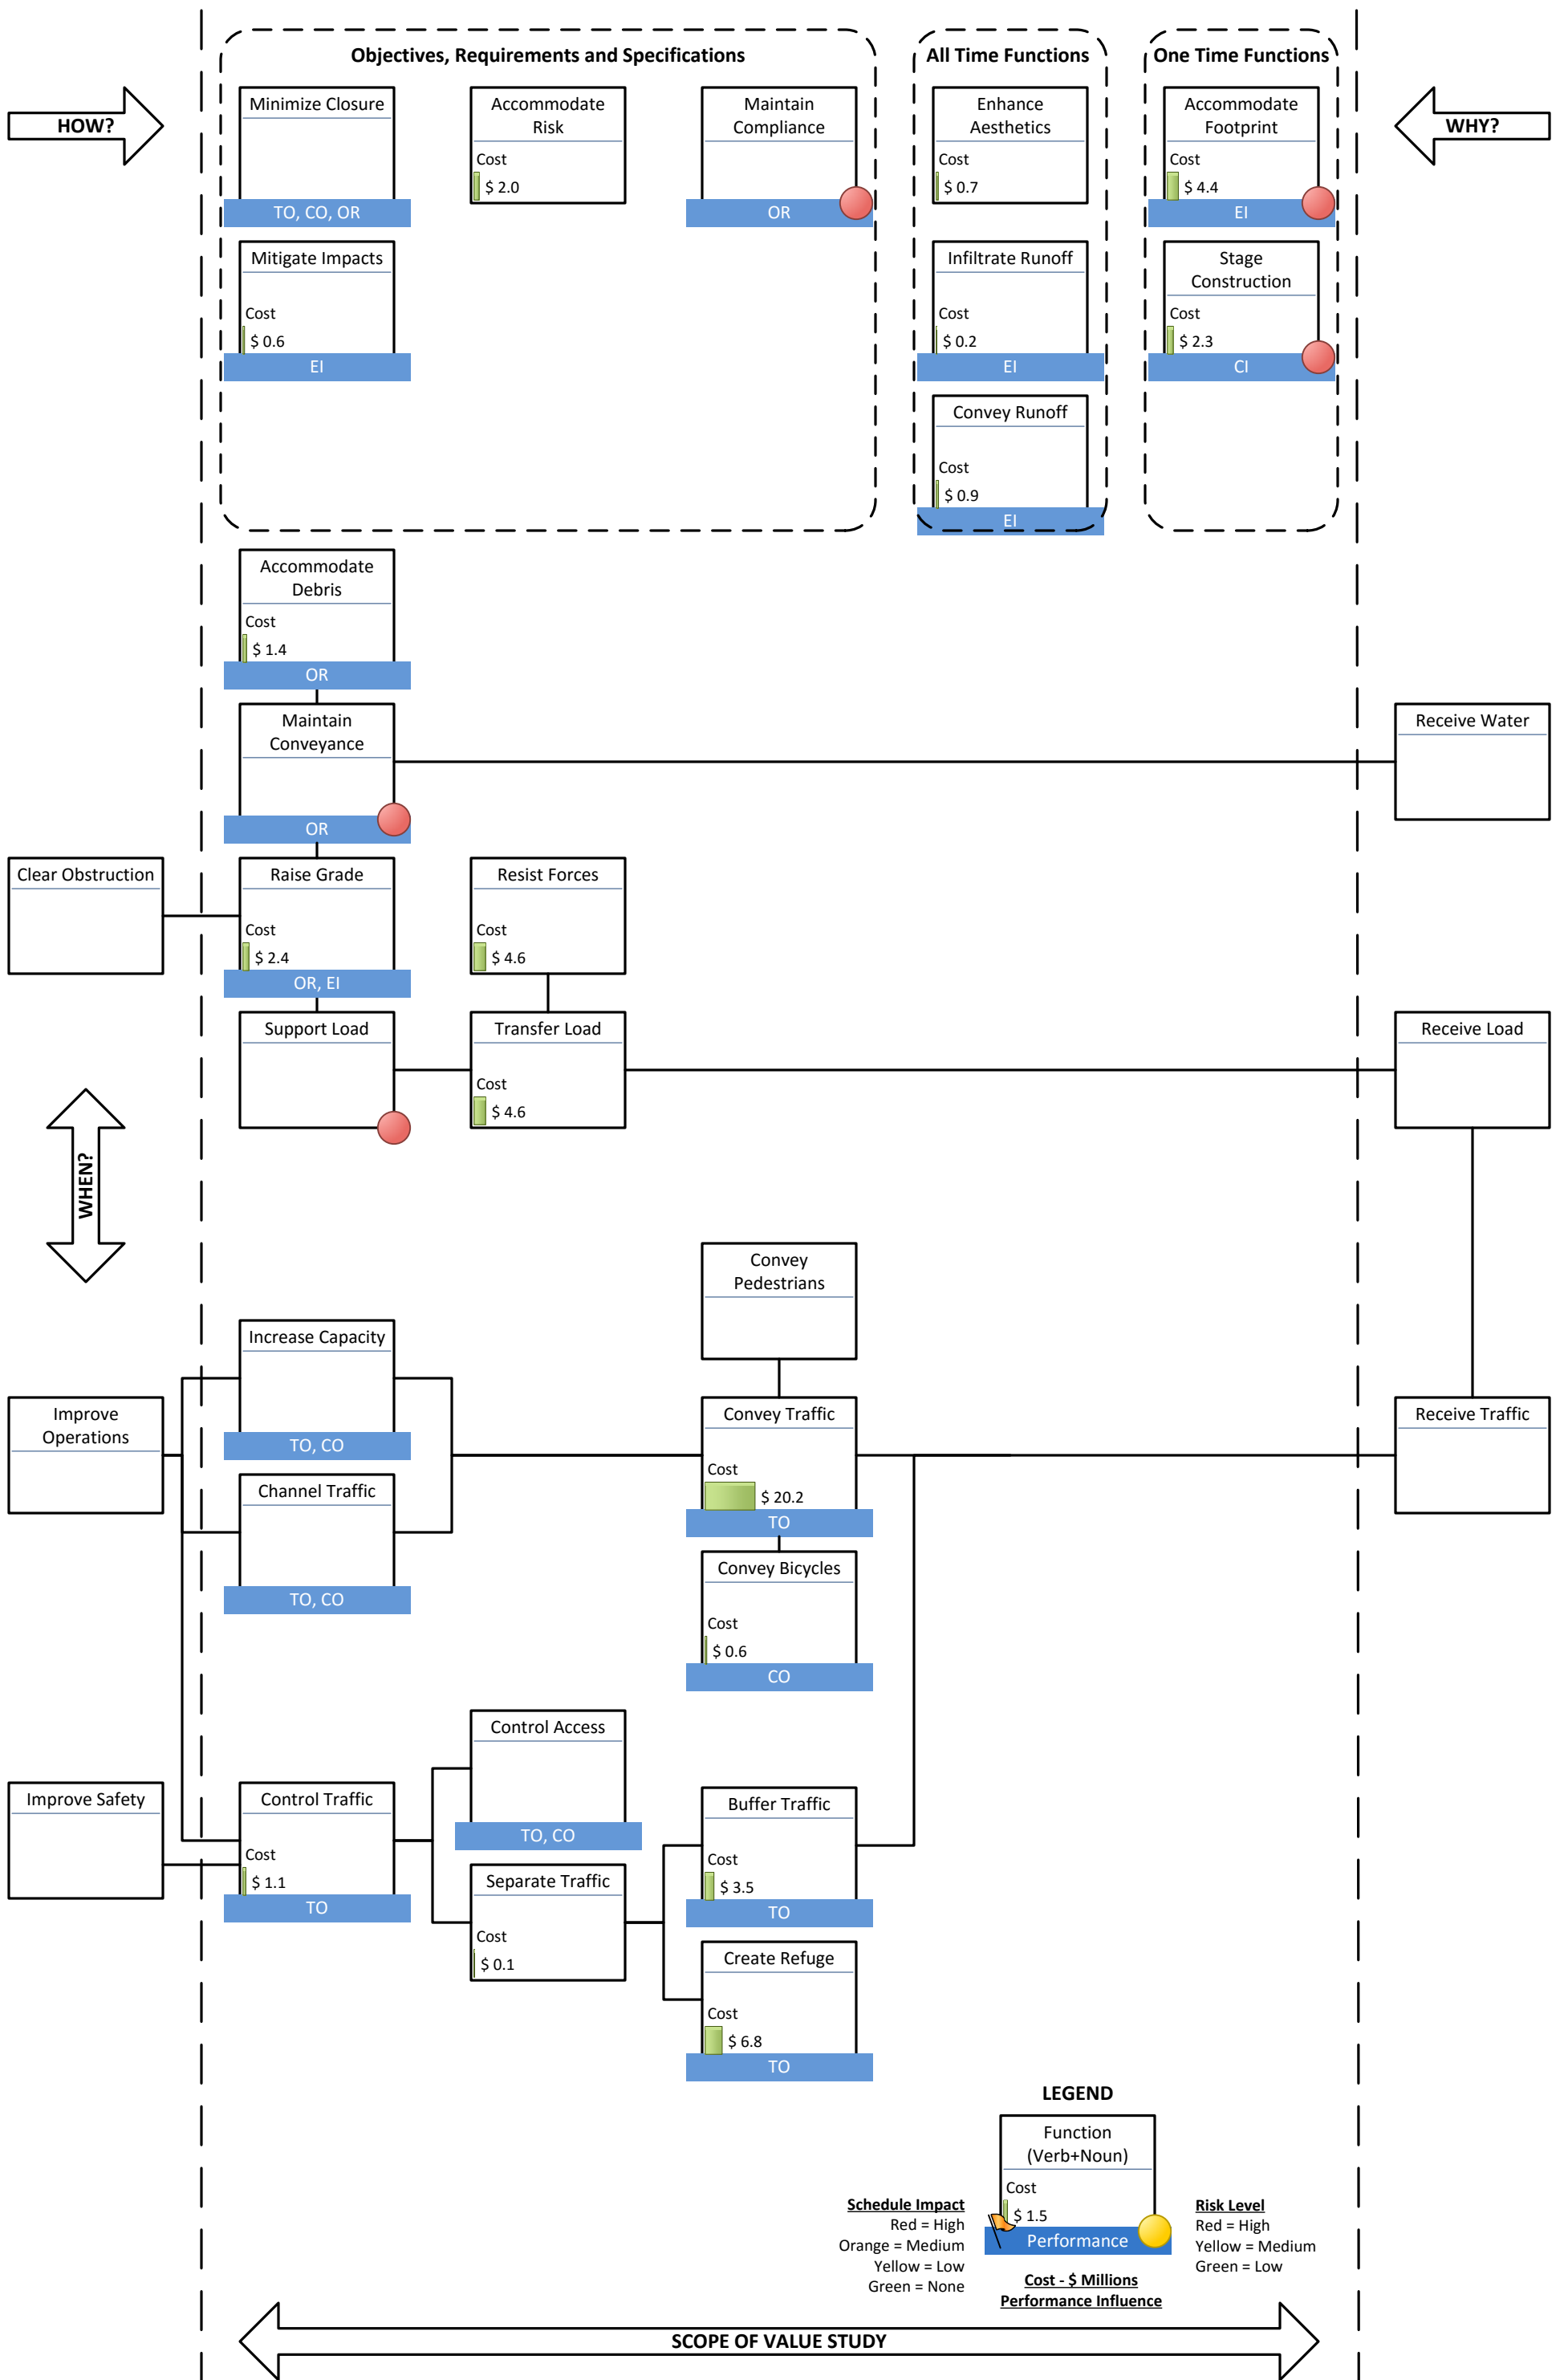 Objectives, Requirements and Specifications
All Time Functions
One Time Functions
HOW?
WHY?
Minimize Closure
TO, CO, OR
Accommodate
Risk
Cost
$ 2.0
Maintain
Compliance
OR
Enhance
Aesthetics
Cost
$ 0.7
Accommodate
Footprint
Cost
$ 4.4
EI
Mitigate Impacts
Cost
$ 0.6
EI
Infiltrate Runoff
Cost
$ 0.2
EI
Stage
Construction
Cost
$ 2.3
CI
Convey Runoff
Cost
$ 0.9
EI
Accommodate
Debris
Cost
$ 1.4
OR
Maintain
Conveyance
OR
Receive Water
Clear Obstruction
Raise Grade
Cost
$ 2.4
OR, EI
Resist Forces
Cost
$ 4.6
Support Load
Transfer Load
Cost
$ 4.6
Receive Load
WHEN?
Convey
Pedestrians
Increase Capacity
TO, CO
Improve
Operations
Convey Traffic
Cost
$ 20.2
TO
Receive Traffic
Channel Traffic
TO, CO
Convey Bicycles
Cost
$ 0.6
CO
Control Access
TO, CO
Improve Safety
Control Traffic
Cost
$ 1.1
TO
Buffer Traffic
Cost
$ 3.5
TO
Separate Traffic
Cost
$ 0.1
Create Refuge
Cost
$ 6.8
TO
LEGEND
Function
(Verb+Noun)
Cost
$ 1.5
Performance
Schedule Impact
Red = High
Orange = Medium
Yellow = Low
Green = None
Risk Level
Red = High
Yellow = Medium
Green = Low
Cost - $ Millions
Performance Influence
SCOPE OF VALUE STUDY